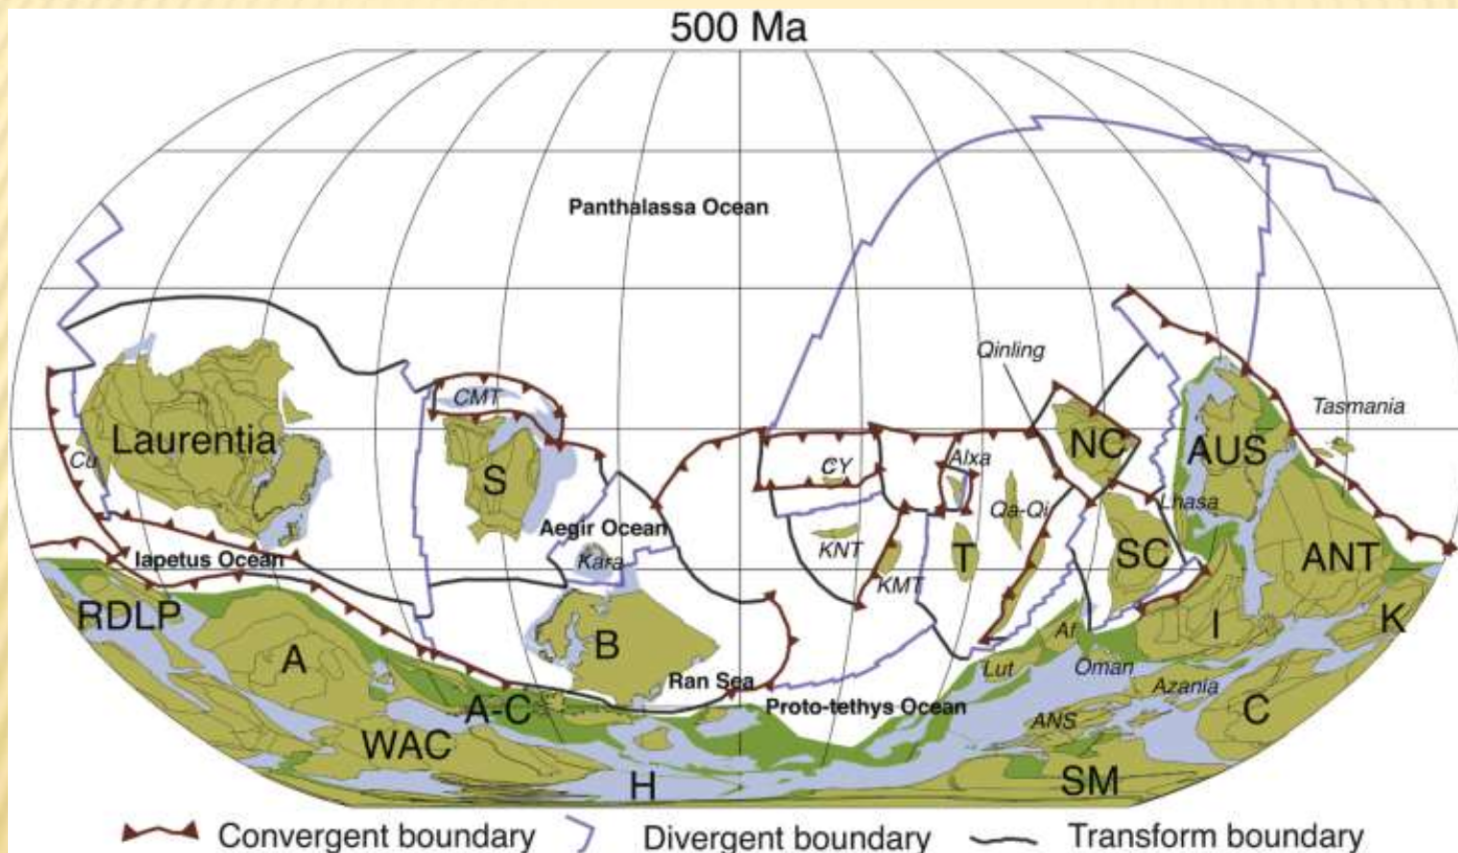 500 Ma
Panthalassa Ocean
Qinling
CMT
Tasmania
Laurentia
NC
AUS
Cu
S
CY
Alxa
Lhasa
Qa-Qi
Aegir Ocean
Iapetus Ocean
Kara
KNT
KMT
T
SC
ANT
RDLP
A
B
Af
I
K
Ran Sea
Lut
Oman
Azania
A-C
Proto-tethys Ocean
ANS
C
WAC
H
SM
Convergent boundary Divergent boundary Transform boundary